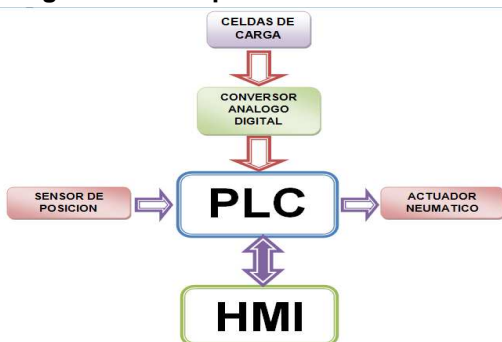 CELDAS DE
CARGA
CONVERSOR
ANALOGO
DIGITAL
SENSOR DE
POSICION
PLC
ACTUADOR
NEUMATICO
HMI